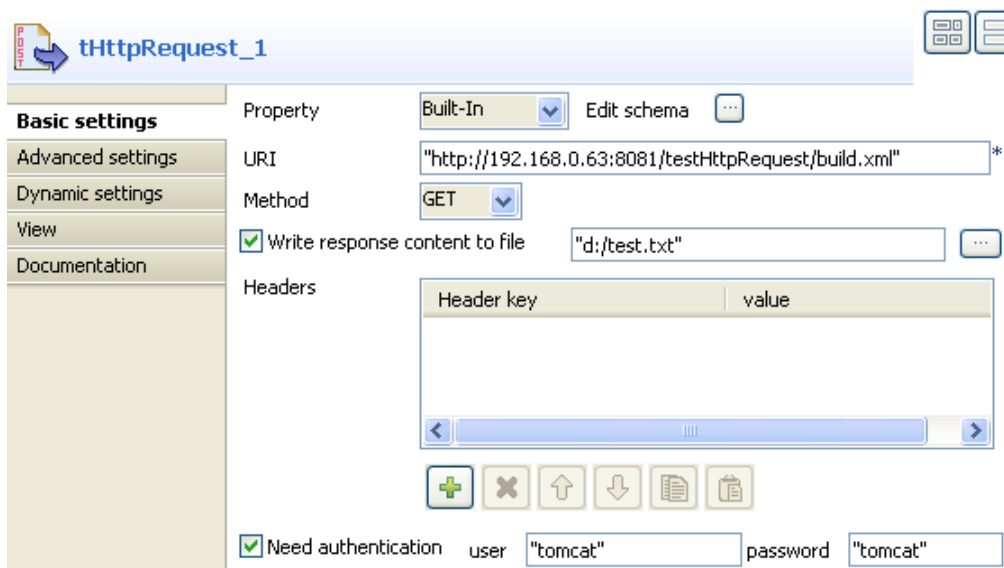 POST
tHttpRequest_1
Basic settings
Advanced settings
Dynamic settings
View
Documentation
Property Built-In Edit schema ...
URI "http://192.168.0.63:8081/testHttpRequest/build.xml" *
Method GET
Write response content to file "d:/test.txt" ...
Headers
Header key value
Need authentication user "tomcat" password "tomcat"